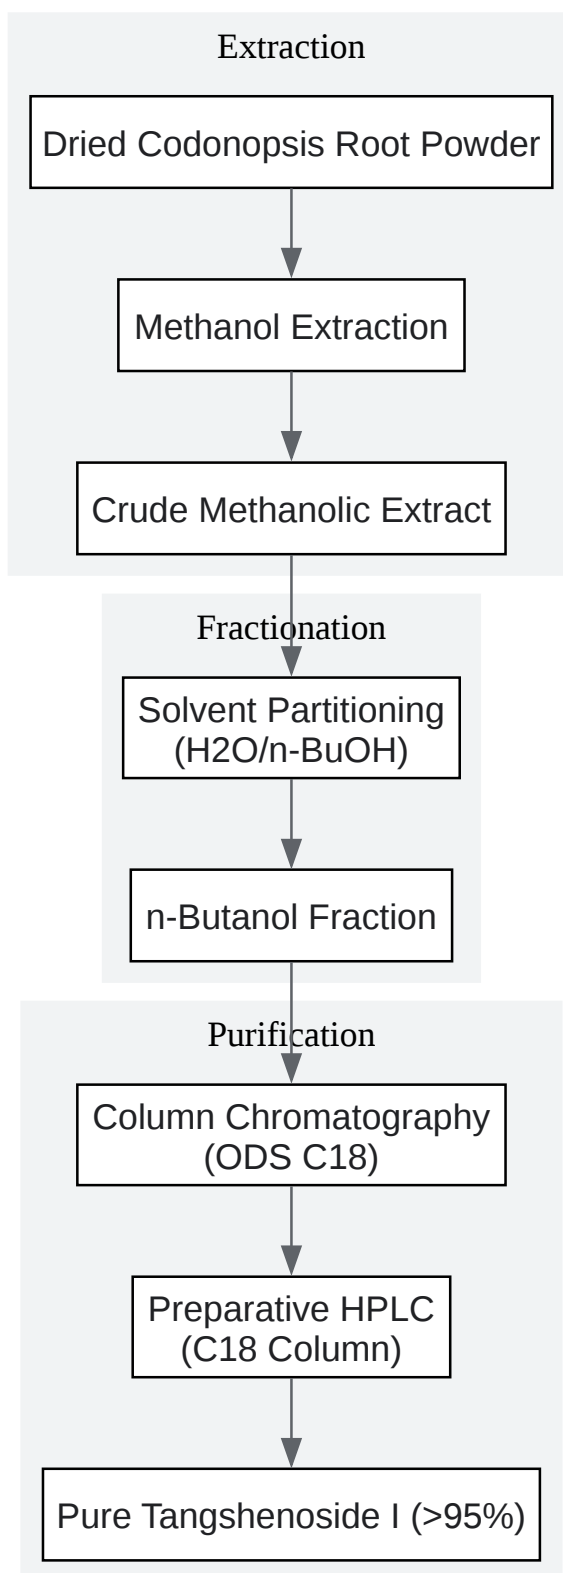 Extraction
Dried Codonopsis Root Powder
Methanol Extraction
Crude Methanolic Extract
Fractionation
Solvent Partitioning
(H2O/n-BuOH)
n-Butanol Fraction
Purification
Column Chromatography
(ODS C18)
Preparative HPLC
(C18 Column)
Pure Tangshenoside I (>95%)